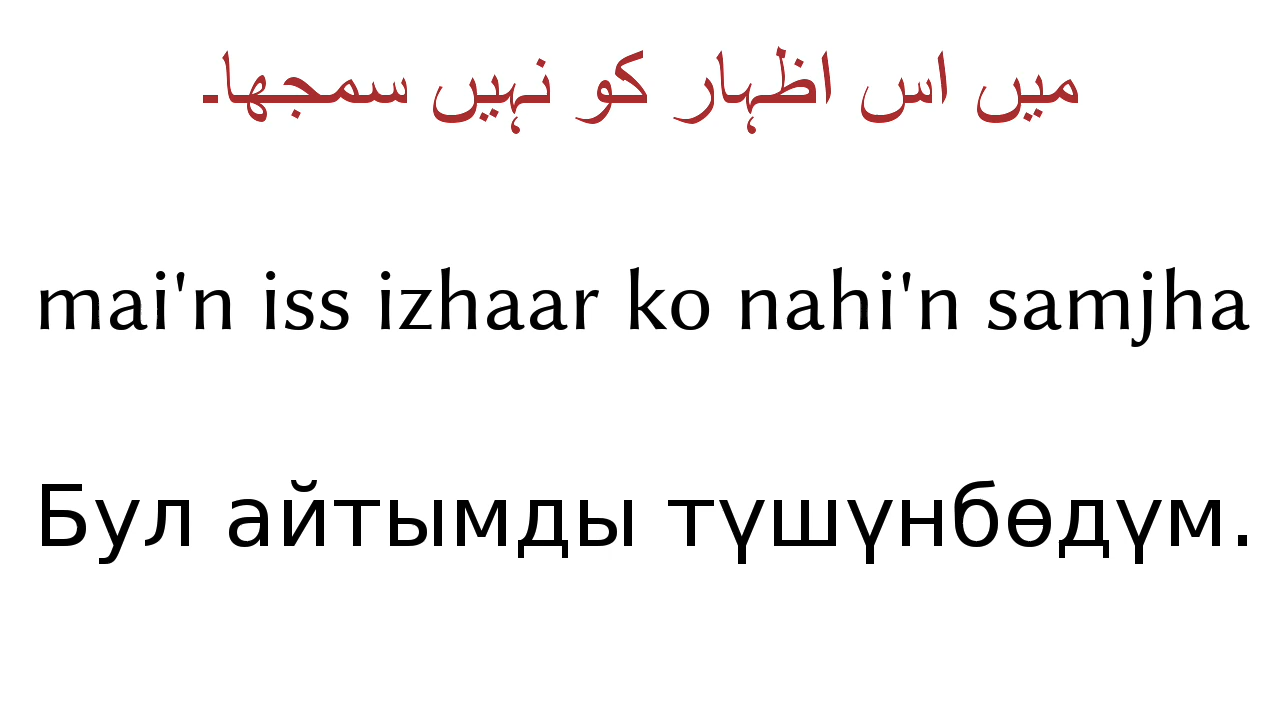 میں اس اظہار کو نہیں سمجھا۔
mai'n iss izhaar ko nahi'n samjha
Бул айтымды түшүнбөдүм.